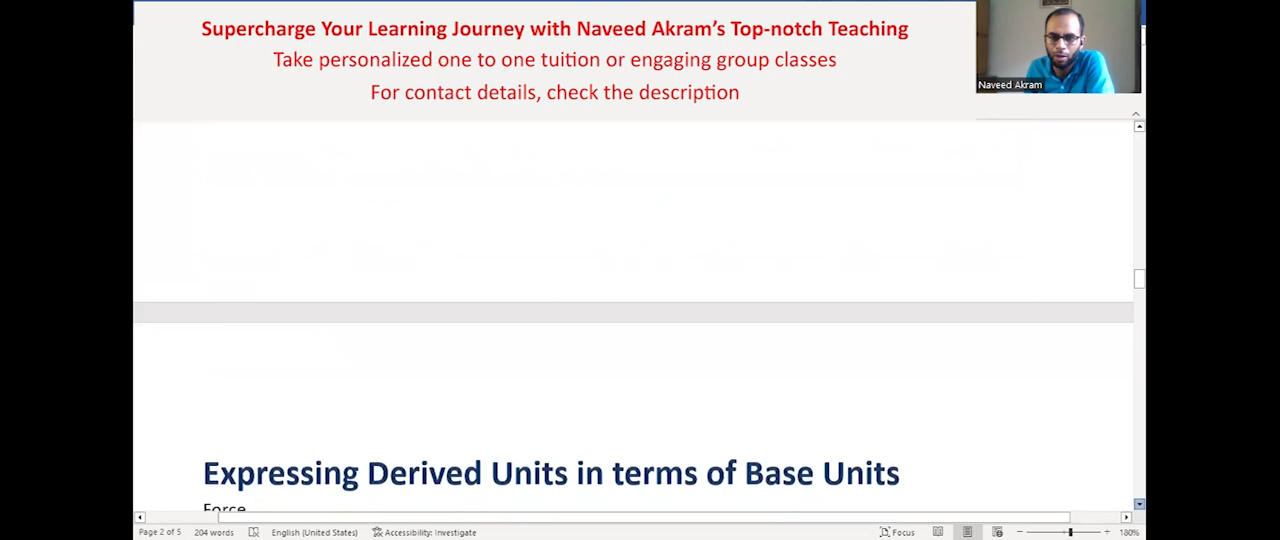 Supercharge Your Learning Journey with Naveed Akram's Top-notch Teaching
Take personalized one to one tuition or engaging group classes
For contact details, check the description
Naveed Akram
Expressing Derived Units in terms of Base Units
Force
Page 2 of 5
204 words
English (United States)
Accessibility: Investigate
Focus
180%